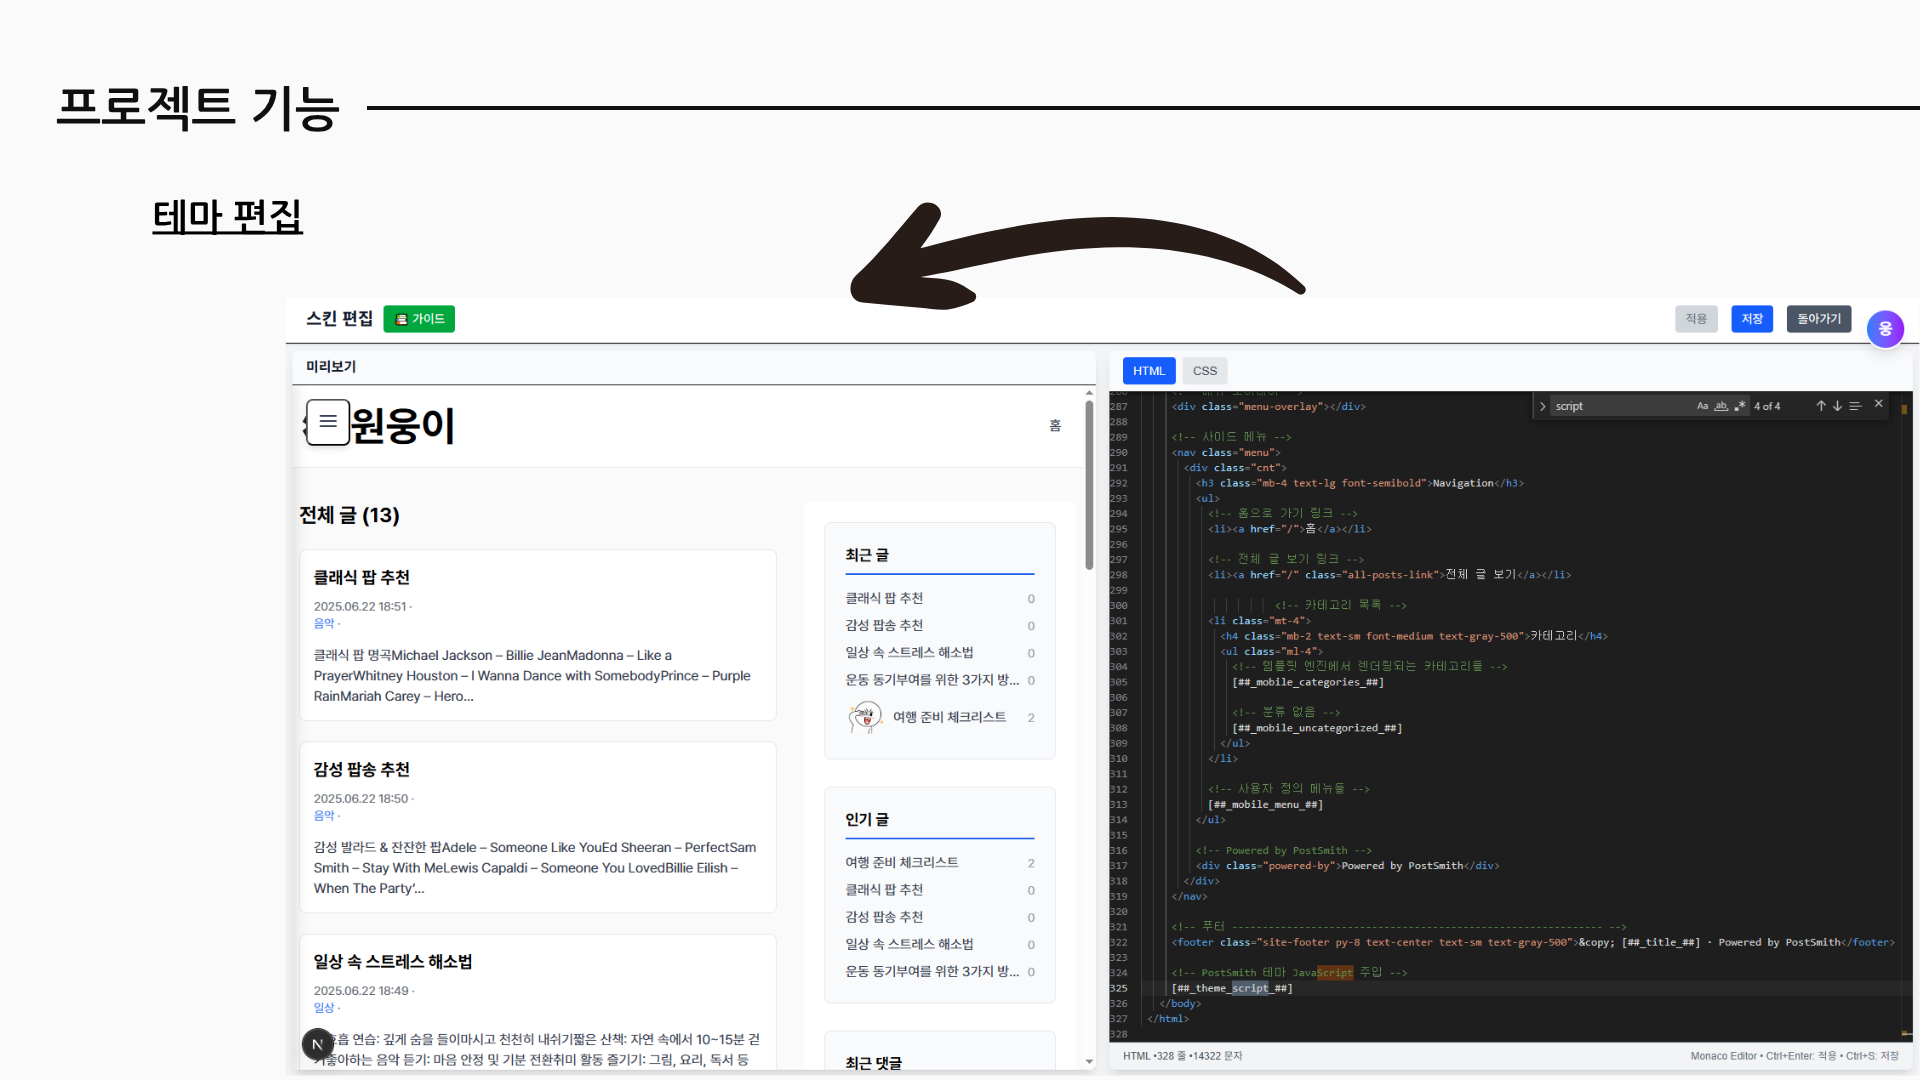 프로젝트 기능
테마 편집
스킨 편집
가이드
적용
저장
돌아가기
웅
미리보기
원웅이
홈
전체 글 (13)
클래식 팝 추천
2025.06.22 18:51 ·
음악 ·
클래식 팝 명곡Michael Jackson – Billie JeanMadonna – Like a
PrayerWhitney Houston – I Wanna Dance with SomebodyPrince – Purple
RainMariah Carey – Hero...
감성 팝송 추천
2025.06.22 18:50 ·
음악 ·
감성 발라드 & 잔잔한 팝Adele – Someone Like YouEd Sheeran – PerfectSam
Smith – Stay With MeLewis Capaldi – Someone You LovedBillie Eilish –
When The Party'...
일상 속 스트레스 해소법
2025.06.22 18:49 ·
일상 ·
흡 연습: 깊게 숨을 들이마시고 천천히 내쉬기짧은 산책: 자연 속에서 10~15분 걷
좋아하는 음악 듣기: 마음 안정 및 기분 전환취미 활동 즐기기: 그림, 요리, 독서 등
N
최근 글
클래식 팝 추천 0
감성 팝송 추천 0
일상 속 스트레스 해소법 0
운동 동기부여를 위한 3가지 방... 0
여행 준비 체크리스트 2
인기 글
여행 준비 체크리스트 2
클래식 팝 추천 0
감성 팝송 추천 0
일상 속 스트레스 해소법 0
운동 동기부여를 위한 3가지 방... 0
최근 댓글
HTML
CSS
script
Aa ab 4 of 4
287 <div class="menu-overlay"></div>
288
289 <!-- 사이드 메뉴 -->
290 <nav class="menu">
291 <div class="cnt">
292 <h3 class="mb-4 text-lg font-semibold">Navigation</h3>
293 <ul>
294 <!-- 홈으로 가기 링크 -->
295 <li><a href="/">홈</a></li>
296
297 <!-- 전체 글 보기 링크 -->
298 <li><a href="/" class="all-posts-link">전체 글 보기</a></li>
299
300 <!-- 카테고리 목록 -->
301 <li class="mt-4">
302 <h4 class="mb-2 text-sm font-medium text-gray-500">카테고리</h4>
303 <ul class="ml-4">
304 <!-- 템플릿 엔진에서 렌더링되는 카테고리들 -->
305 [##_mobile_categories_##]
306
307 <!-- 분류 없음 -->
308 [##_mobile_uncategorized_##]
309 </ul>
310 </li>
311
312 <!-- 사용자 정의 메뉴들 -->
313 [##_mobile_menu_##]
314 </ul>
315
316 <!-- Powered by PostSmith -->
317 <div class="powered-by">Powered by PostSmith</div>
318 </div>
319 </nav>
320
321 <!-- 푸터 ------------------------------------------------------------- -->
322 <footer class="site-footer py-8 text-center text-sm text-gray-500">&copy; [##_title_##] · Powered by PostSmith</footer>
323
324 <!-- PostSmith 테마 JavaScript 주입 -->
325 [##_theme_script_##]
326 </body>
327 </html>
328
HTML •328 줄 •14322 문자
Monaco Editor • Ctrl+Enter: 적용 • Ctrl+S: 저장